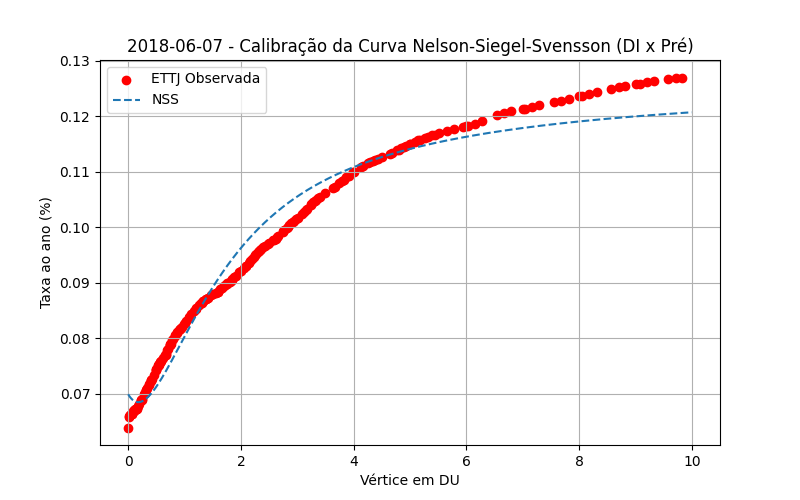 2018-06-07 - Calibração da Curva Nelson-Siegel-Svensson (DI x Pré)
ETTJ Observada
NSS
Taxa ao ano (%)
0.13
0.12
0.11
0.10
0.09
0.08
0.07
0 2 4 6 8 10
Vértice em DU